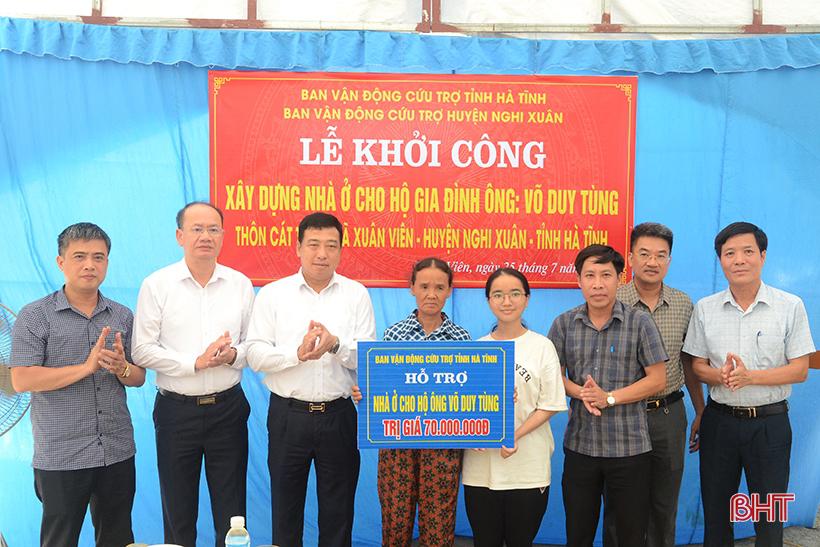 BAN VẬN ĐỘNG CỨU TRỢ TỈNH HÀ TĨNH
BAN VẬN ĐỘNG CỨU TRỢ HUYỆN NGHI XUÂN
LỄ KHỞI CÔNG
XÂY DỰNG NHÀ Ở CHO HỘ GIA ĐÌNH ÔNG: VÕ DUY TÙNG
THÔN CÁT XUÂN VIÊN - HUYỆN NGHI XUÂN - TỈNH HÀ TĨNH
Viên, ngày 25 tháng 7
BAN VẬN ĐỘNG CỨU TRỢ TỈNH HÀ TĨNH
HỖ TRỢ
NHÀ Ở CHO HỘ ÔNG VÕ DUY TÙNG
TRỊ GIÁ 70.000.000Đ
BHT